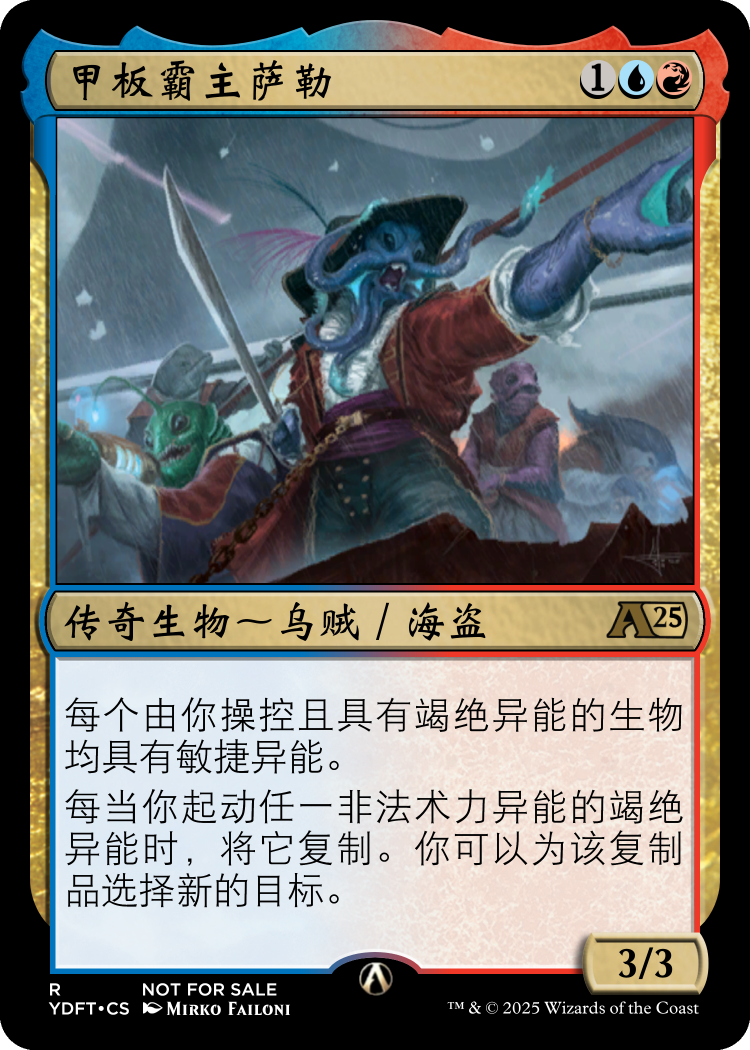 甲板霸主萨勒
1
传奇生物～乌贼／海盗
A25
每个由你操控且具有竭绝异能的生物
均具有敏捷异能。
每当你起动任一非法术力异能的竭绝
异能时，将它复制。你可以为该复制
品选择新的目标。
3/3
R NOT FOR SALE
YDFT•CS MIRKO FAILONI
™ & © 2025 Wizards of the Coast